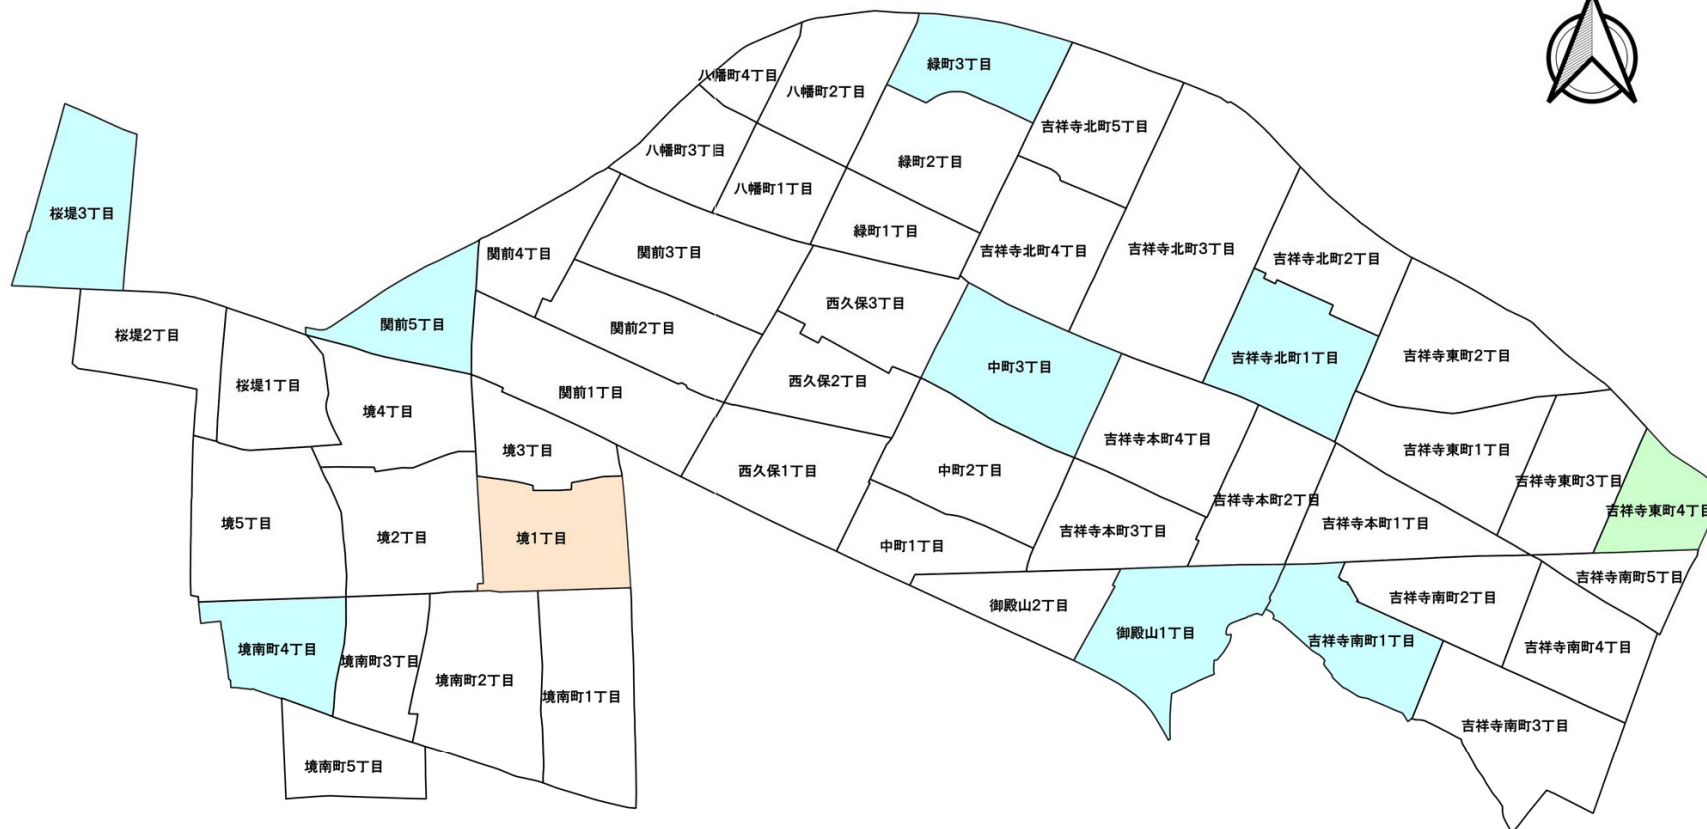 緑町3丁目
八幡町4丁目
八幡町2丁目
吉祥寺北町5丁目
八幡町3丁目
緑町2丁目
八幡町1丁目
桜堤3丁目
緑町1丁目
吉祥寺北町4丁目
吉祥寺北町3丁目
関前4丁目
関前3丁目
吉祥寺北町2丁目
西久保3丁目
関前5丁目
関前2丁目
桜堤2丁目
吉祥寺北町1丁目
吉祥寺東町2丁目
中町3丁目
西久保2丁目
桜堤1丁目
関前1丁目
境4丁目
吉祥寺本町4丁目
境3丁目
吉祥寺東町1丁目
西久保1丁目
中町2丁目
吉祥寺東町3丁目
吉祥寺本町2丁目
吉祥寺東町4丁目
境5丁目
吉祥寺本町1丁目
吉祥寺本町3丁目
境2丁目
境1丁目
中町1丁目
吉祥寺南町5丁目
吉祥寺南町2丁目
御殿山2丁目
御殿山1丁目
吉祥寺南町1丁目
境南町4丁目
吉祥寺南町4丁目
境南町3丁目
境南町2丁目
境南町1丁目
吉祥寺南町3丁目
境南町5丁目